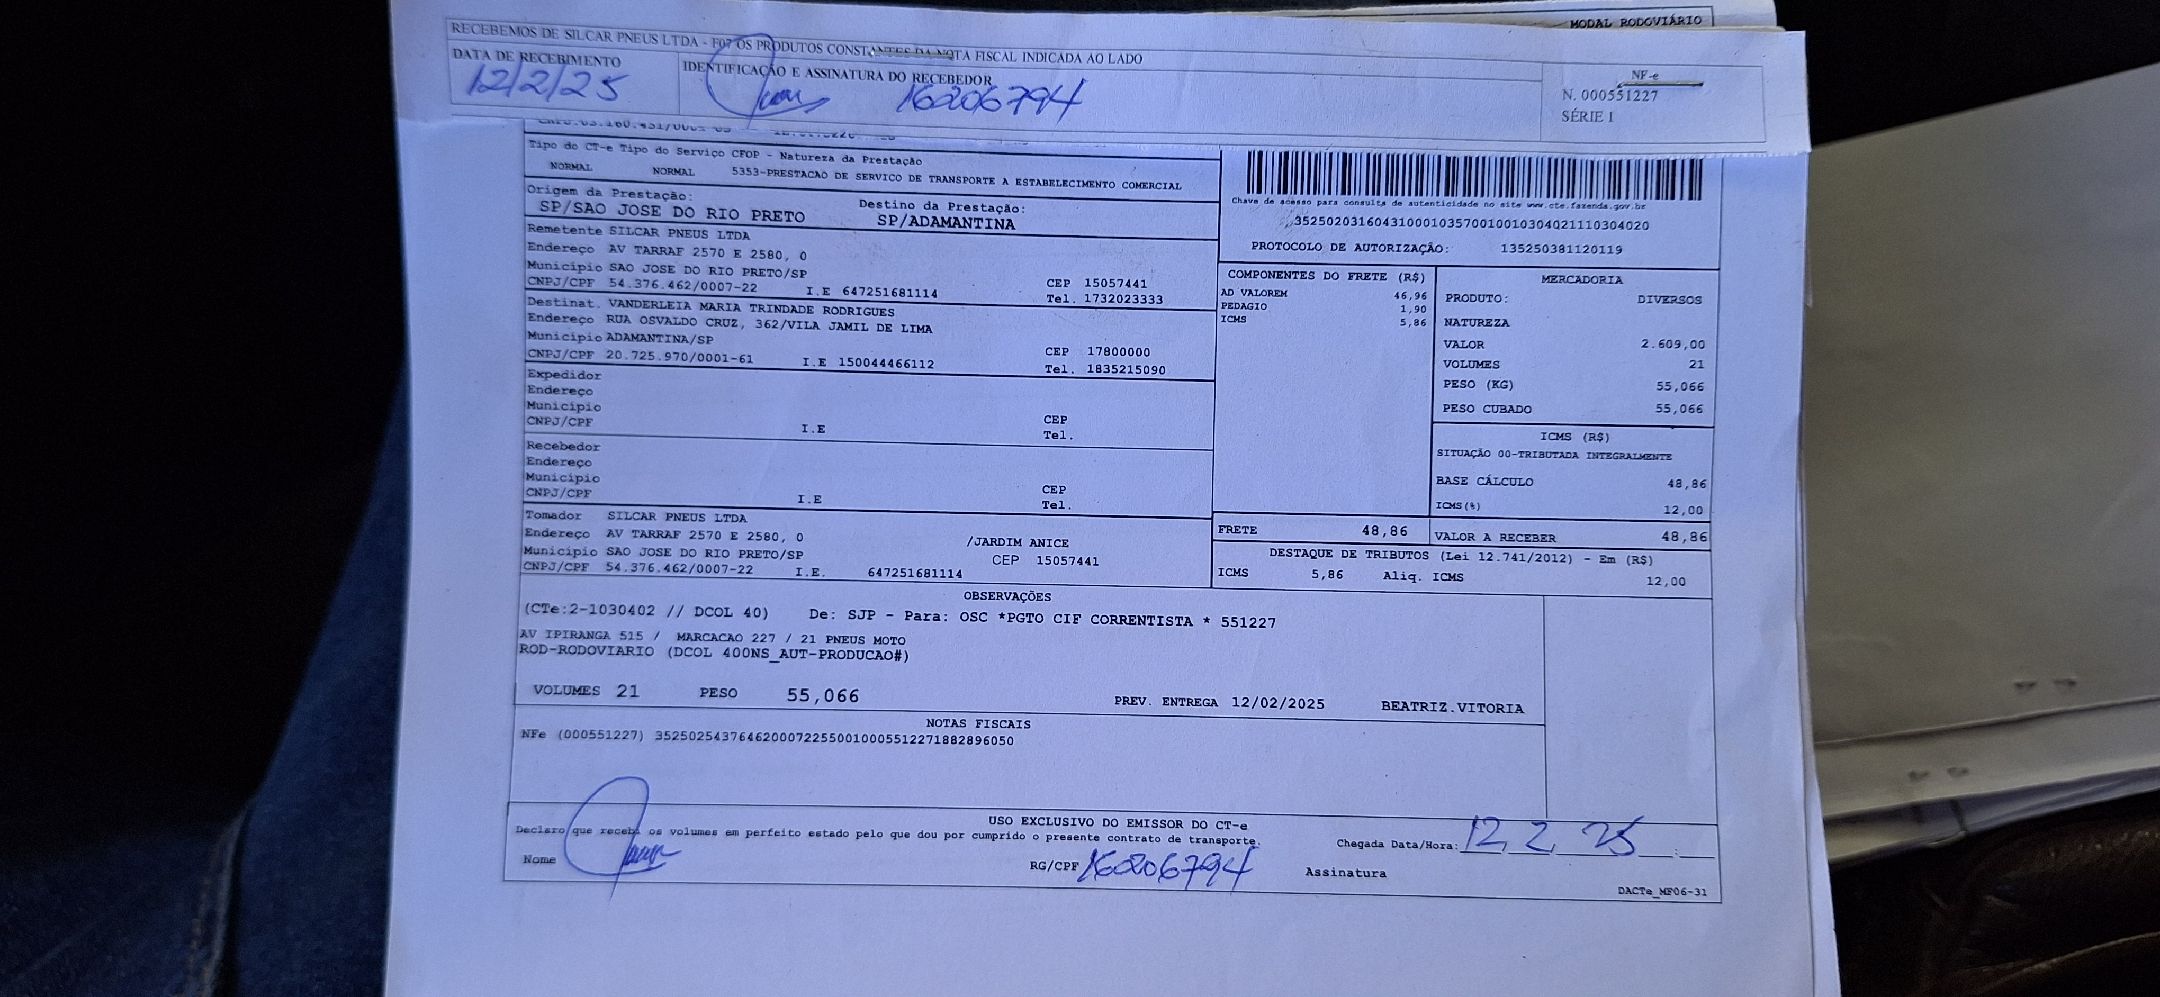 MODAL RODOVIÁRIO
RECEBEMOS DE SILCAR PNEUS LTDA - F07 OS PRODUTOS CONSTANTES DA NOTA FISCAL INDICADA AO LADO
DATA DE RECEBIMENTO
12/2/25
IDENTIFICAÇÃO E ASSINATURA DO RECEBEDOR
16206794
NF-e
N. 000551227
SÉRIE 1
Tipo do CT-e Tipo do Serviço CFOP - Natureza da Prestação
NORMAL NORMAL 5353-PRESTACAO DE SERVICO DE TRANSPORTE A ESTABELECIMENTO COMERCIAL
Origem da Prestação: Destino da Prestação:
SP/SAO JOSE DO RIO PRETO SP/ADAMANTINA
Remetente SILCAR PNEUS LTDA
Endereço AV TARRAF 2570 E 2580, 0
Município SAO JOSE DO RIO PRETO/SP CEP 15057441
CNPJ/CPF 54.376.462/0007-22 I.E 647251681114 Tel. 1732023333
Destinat. VANDERLEIA MARIA TRINDADE RODRIGUES
Endereço RUA OSVALDO CRUZ, 362/VILA JAMIL DE LIMA
Município ADAMANTINA/SP CEP 17800000
CNPJ/CPF 20.725.970/0001-61 I.E 150044466112 Tel. 1835215090
Expedidor
Endereço
Município CEP
CNPJ/CPF I.E Tel.
Recebedor
Endereço
Município CEP
CNPJ/CPF I.E Tel.
Tomador SILCAR PNEUS LTDA
Endereço AV TARRAF 2570 E 2580, 0 /JARDIM ANICE
Município SAO JOSE DO RIO PRETO/SP CEP 15057441
CNPJ/CPF 54.376.462/0007-22 I.E. 647251681114
Chave de acesso para consulta de autenticidade no site www.cte.fazenda.gov.br
35250203160431000103570010010304021110304020
PROTOCOLO DE AUTORIZAÇÃO: 135250381120119
COMPONENTES DO FRETE (R$)
AD VALOREM 46,96
PEDAGIO 1,90
ICMS 5,86
FRETE 48,86
MERCADORIA
PRODUTO: DIVERSOS
NATUREZA
VALOR 2.609,00
VOLUMES 21
PESO (KG) 55,066
PESO CUBADO 55,066
ICMS (R$)
SITUAÇÃO 00-TRIBUTADA INTEGRALMENTE
BASE CÁLCULO 48,86
ICMS(%) 12,00
VALOR A RECEBER 48,86
DESTAQUE DE TRIBUTOS (Lei 12.741/2012) - Em (R$)
ICMS 5,86 Aliq. ICMS 12,00
OBSERVAÇÕES
(CTe:2-1030402 // DCOL 40) De: SJP - Para: OSC *PGTO CIF CORRENTISTA * 551227
AV IPIRANGA 515 / MARCACAO 227 / 21 PNEUS MOTO
ROD-RODOVIARIO (DCOL 400NS_AUT-PRODUCAO#)
VOLUMES 21 PESO 55,066 PREV. ENTREGA 12/02/2025 BEATRIZ.VITORIA
NOTAS FISCAIS
NFe (000551227) 35250254376462000722550010005512271882896050
USO EXCLUSIVO DO EMISSOR DO CT-e
Declaro que recebi os volumes em perfeito estado pelo que dou por cumprido o presente contrato de transporte.
Chegada Data/Hora: 12 2 25 :
Nome RG/CPF 16206794 Assinatura
DACTe_MF06-31